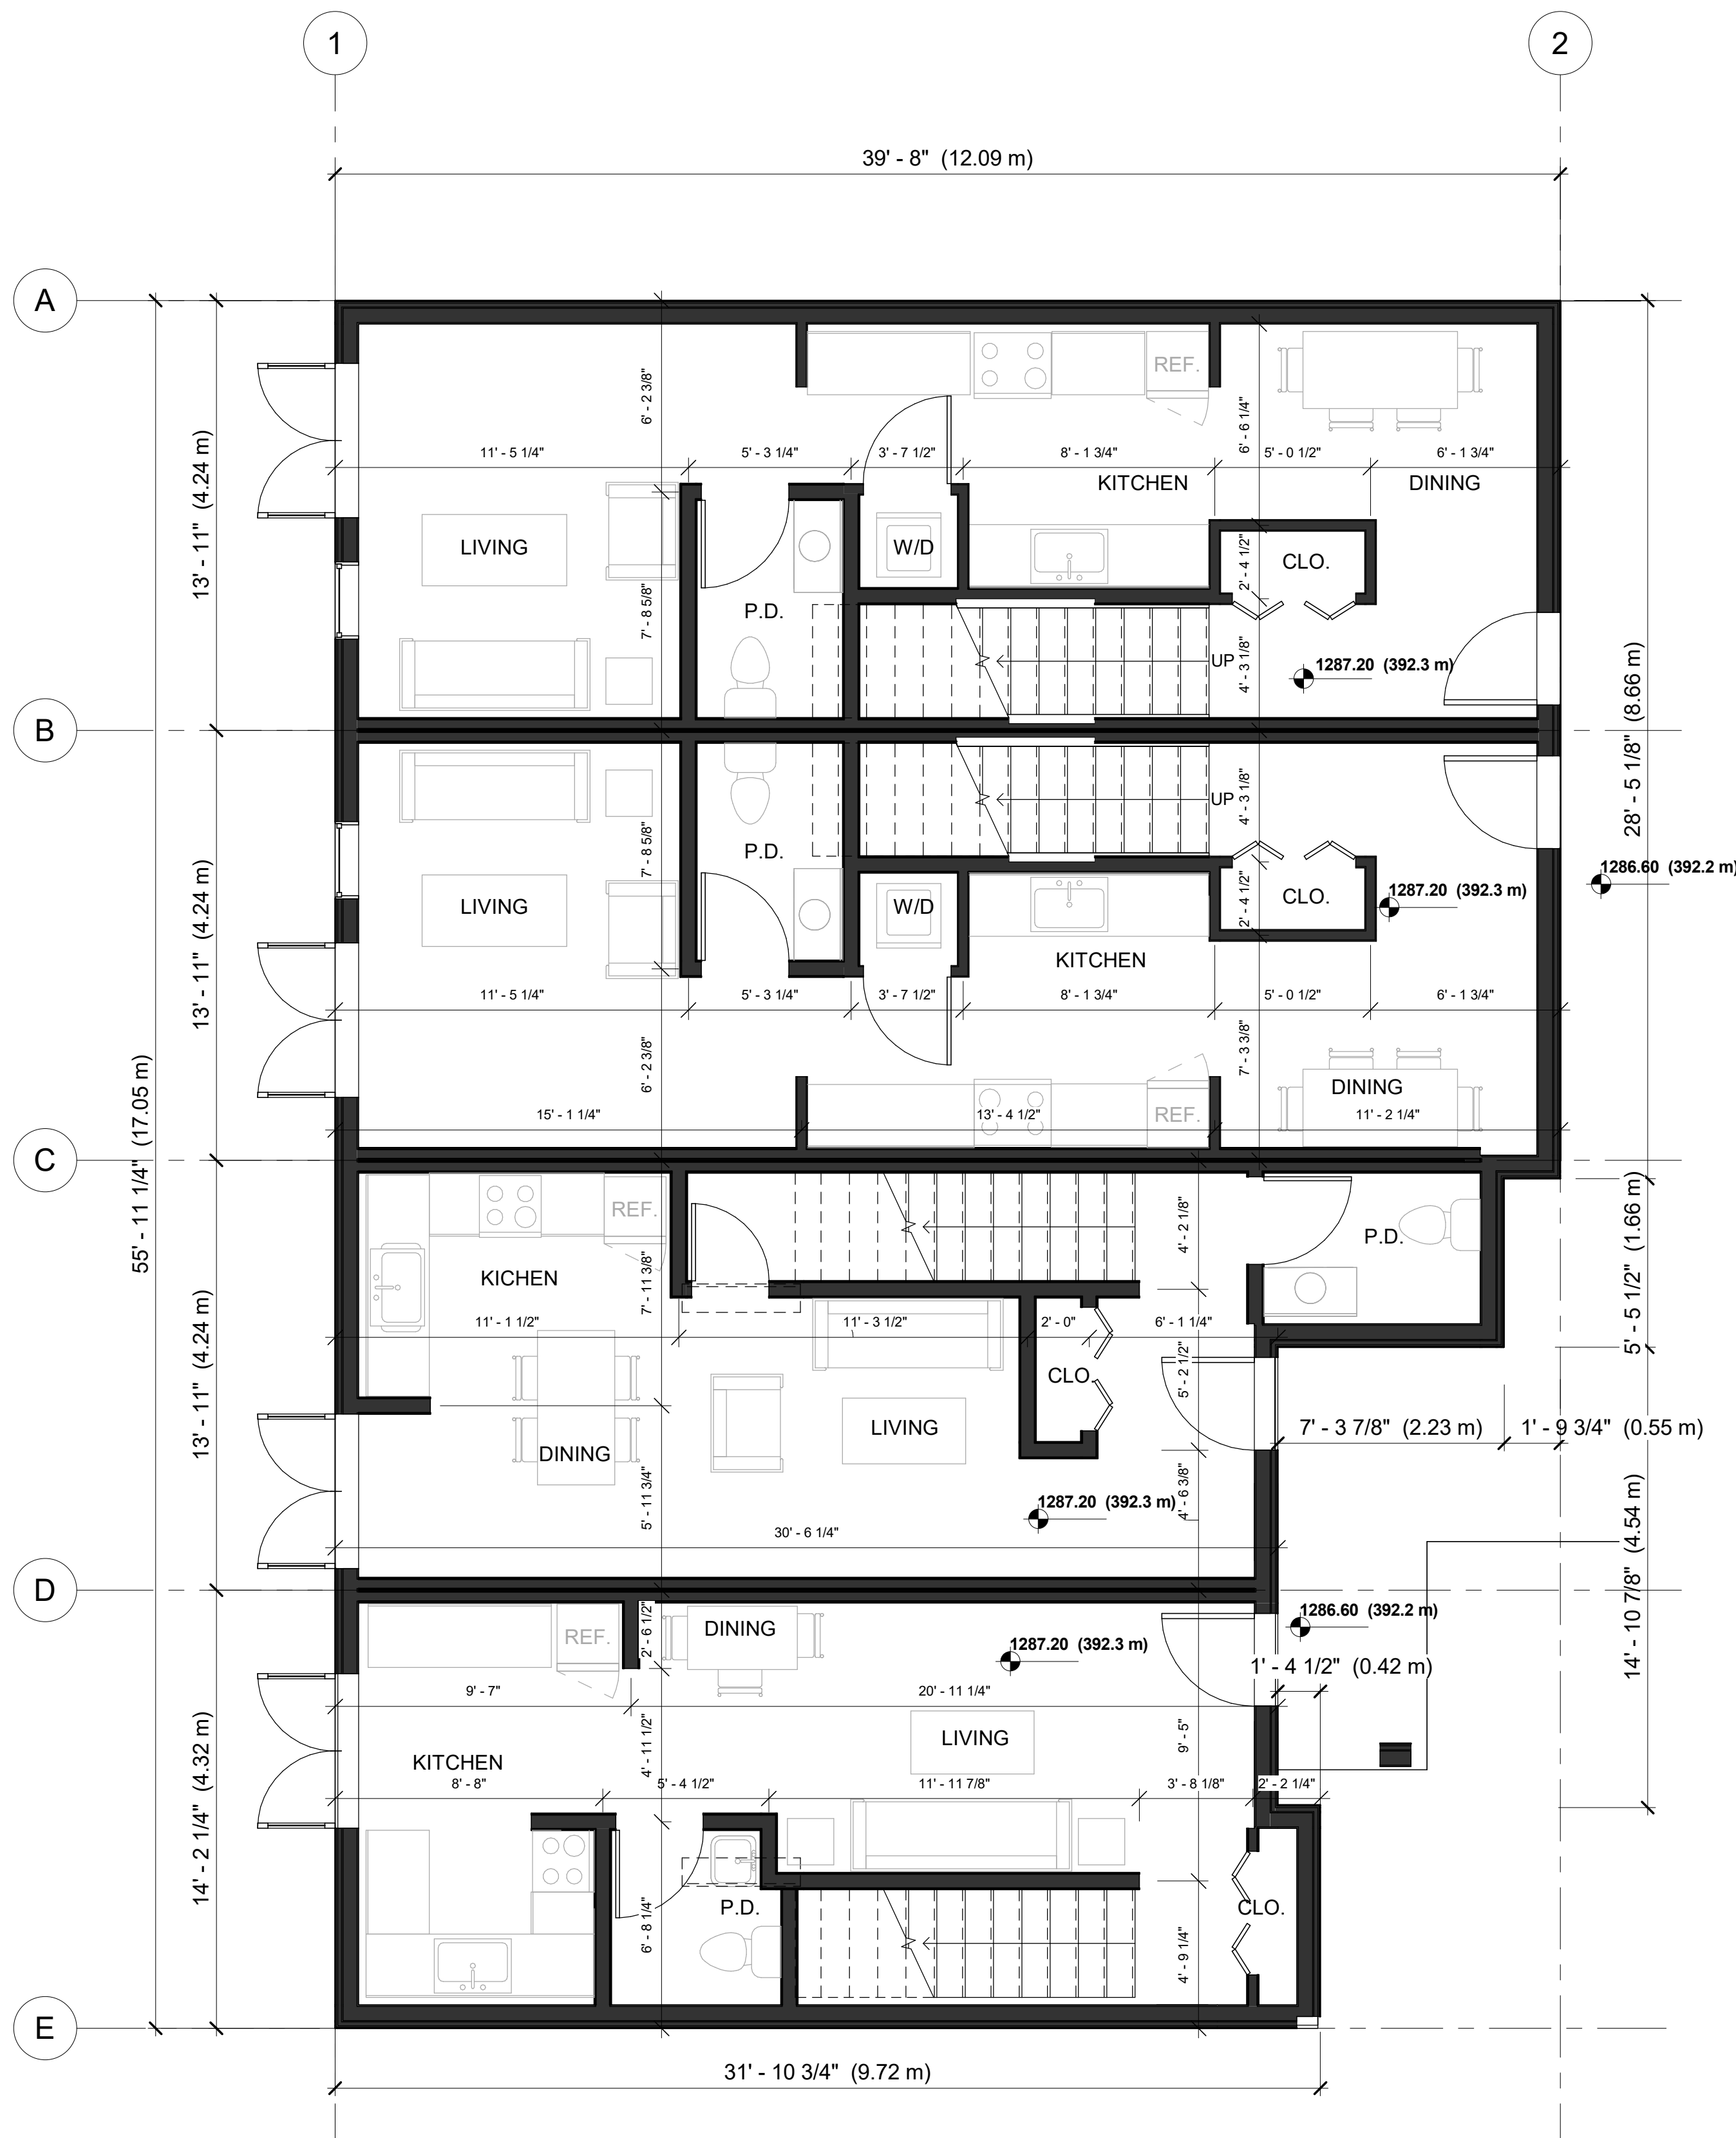 1
2
39' - 8" (12.09 m)
A
REF.
6' - 2 3/8"
6' - 6 1/4"
11' - 5 1/4"
5' - 3 1/4"
3' - 7 1/2"
8' - 1 3/4"
5' - 0 1/2"
6' - 1 3/4"
KITCHEN
DINING
13' - 11" (4.24 m)
LIVING
W/D
CLO.
2' - 4 1/2"
7' - 8 5/8"
P.D.
UP
4' - 3 1/8"
1287.20 (392.3 m)
28' - 5 1/8" (8.66 m)
B
UP
4' - 3 1/8"
7' - 8 5/8"
P.D.
1286.60 (392.2 m)
13' - 11" (4.24 m)
LIVING
W/D
2' - 4 1/2"
CLO.
1287.20 (392.3 m)
KITCHEN
11' - 5 1/4"
5' - 3 1/4"
3' - 7 1/2"
8' - 1 3/4"
5' - 0 1/2"
6' - 1 3/4"
6' - 2 3/8"
7' - 3 3/8"
DINING
15' - 1 1/4"
13' - 4 1/2"
REF.
11' - 2 1/4"
55' - 11 1/4" (17.05 m)
C
REF.
4' - 2 1/8"
P.D.
5' - 5 1/2" (1.66 m)
KICHEN
7' - 11 3/8"
11' - 1 1/2"
11' - 3 1/2"
2' - 0"
6' - 1 1/4"
13' - 11" (4.24 m)
CLO.
5' - 2 1/2"
LIVING
7' - 3 7/8" (2.23 m)
1' - 9 3/4" (0.55 m)
DINING
5' - 11 3/4"
4' - 6 3/8"
1287.20 (392.3 m)
30' - 6 1/4"
14' - 10 7/8" (4.54 m)
D
REF.
2' - 6 1/2"
DINING
1287.20 (392.3 m)
1286.60 (392.2 m)
1' - 4 1/2" (0.42 m)
9' - 7"
20' - 11 1/4"
4' - 11 1/2"
LIVING
9' - 5"
KITCHEN
8' - 8"
5' - 4 1/2"
11' - 11 7/8"
3' - 8 1/8"
2' - 2 1/4"
14' - 2 1/4" (4.32 m)
P.D.
CLO.
6' - 8 1/4"
4' - 9 1/4"
E
31' - 10 3/4" (9.72 m)